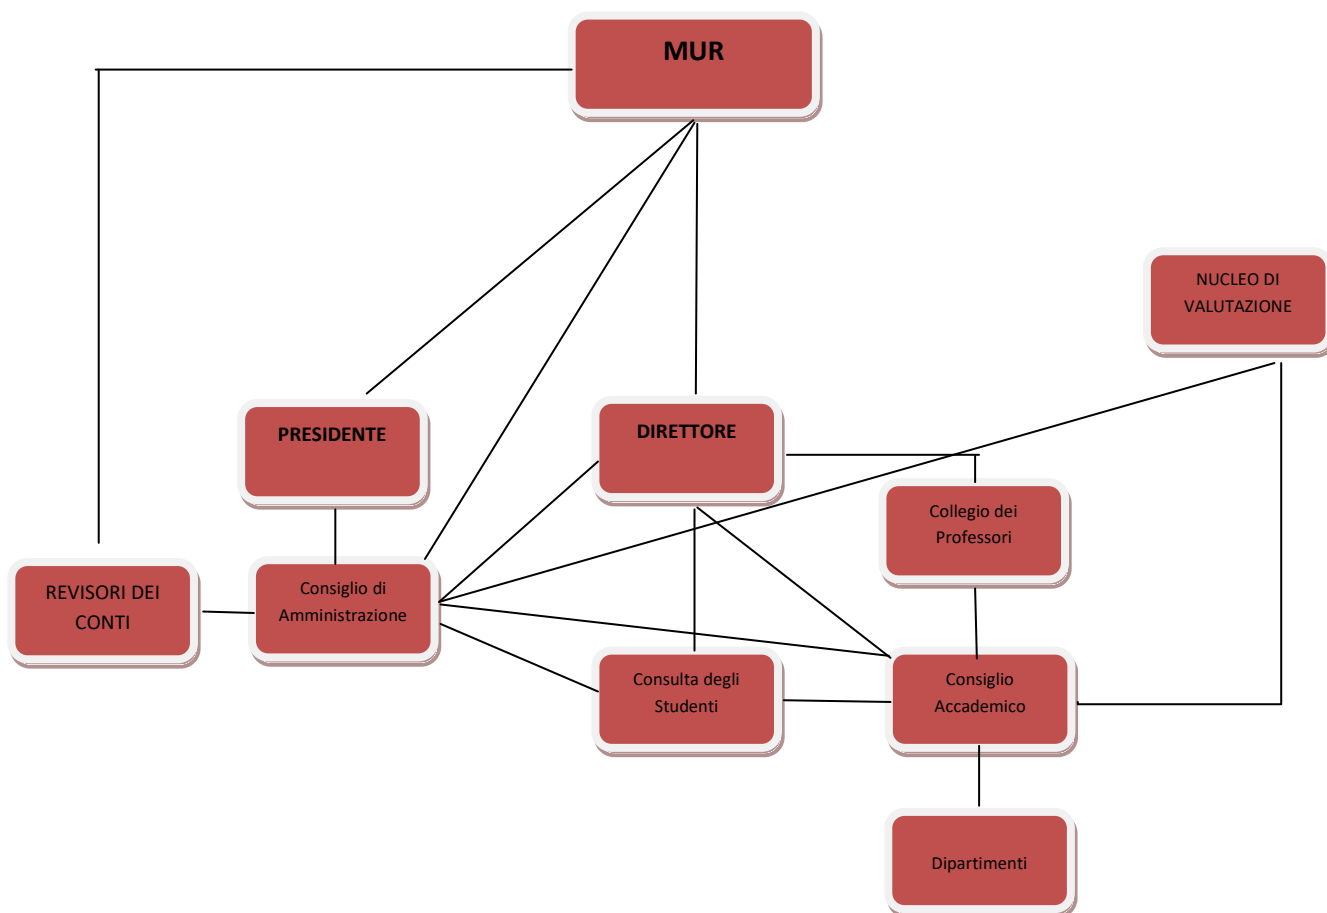 MUR
NUCLEO DI
VALUTAZIONE
PRESIDENTE
DIRETTORE
Collegio dei
Professori
REVISORI DEI
CONTI
Consiglio di
Amministrazione
Consulta degli
Studenti
Consiglio
Accademico
Dipartimenti